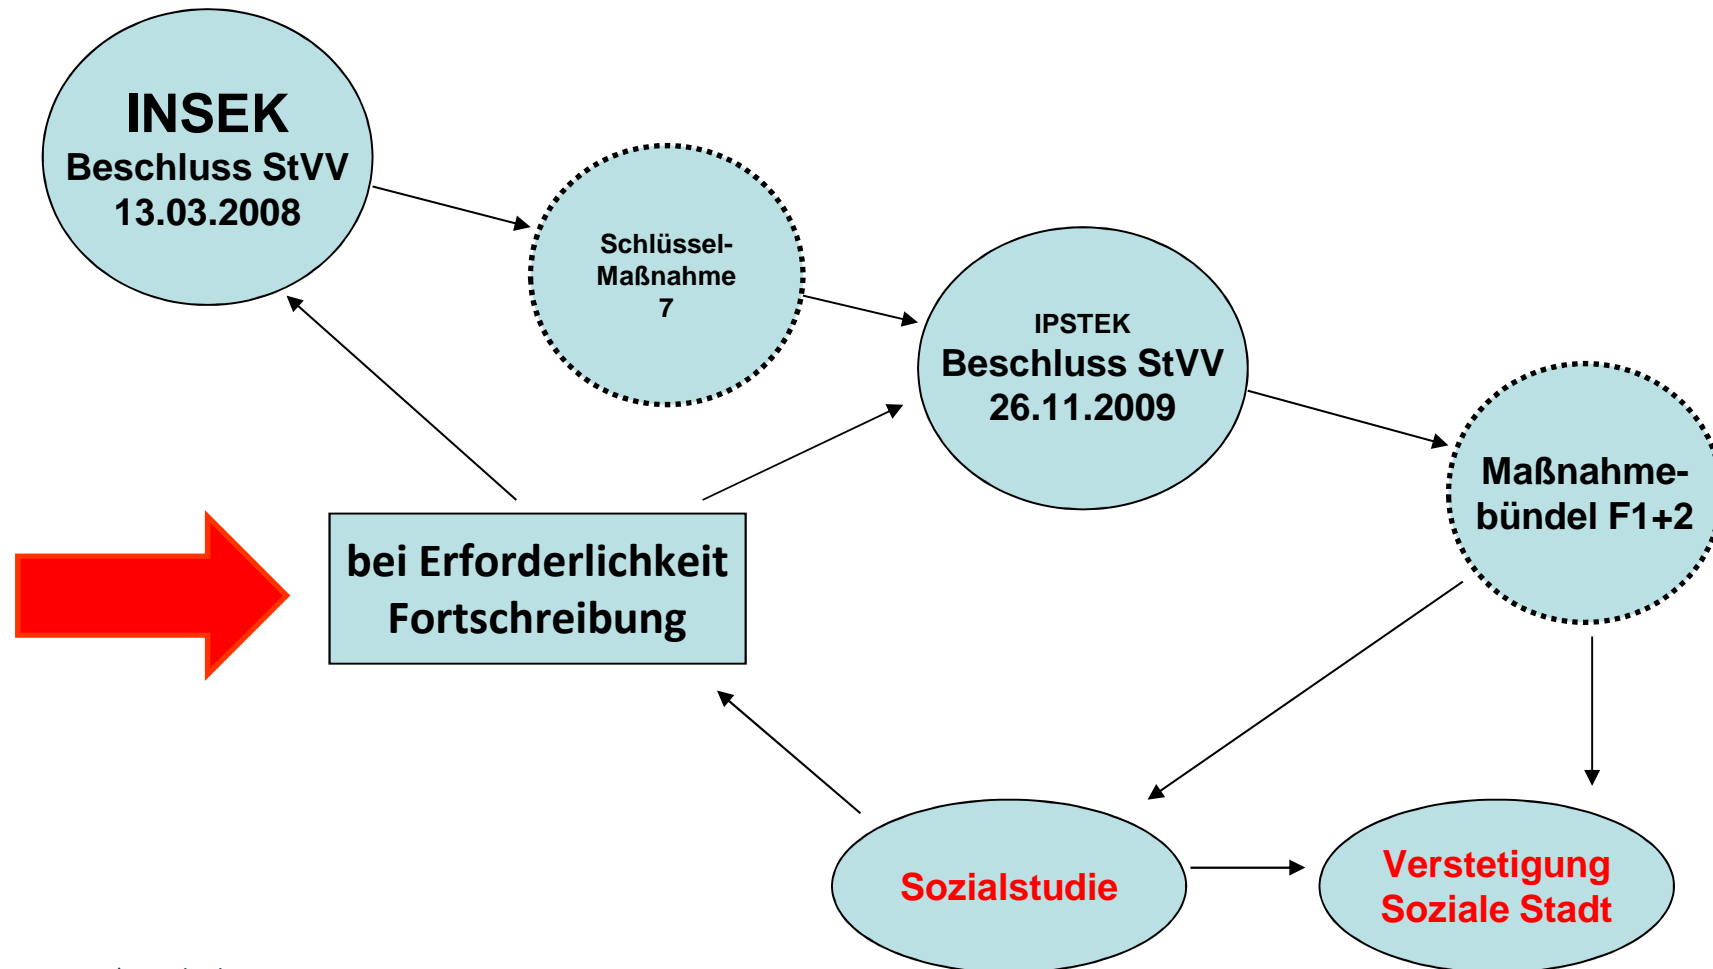 INSEK
Beschluss StVV
13.03.2008
Schlüssel-
Maßnahme
7
IPSTEK
Beschluss StVV
26.11.2009
Maßnahme-
bündel F1+2
bei Erforderlichkeit
Fortschreibung
Sozialstudie
Verstetigung
Soziale Stadt